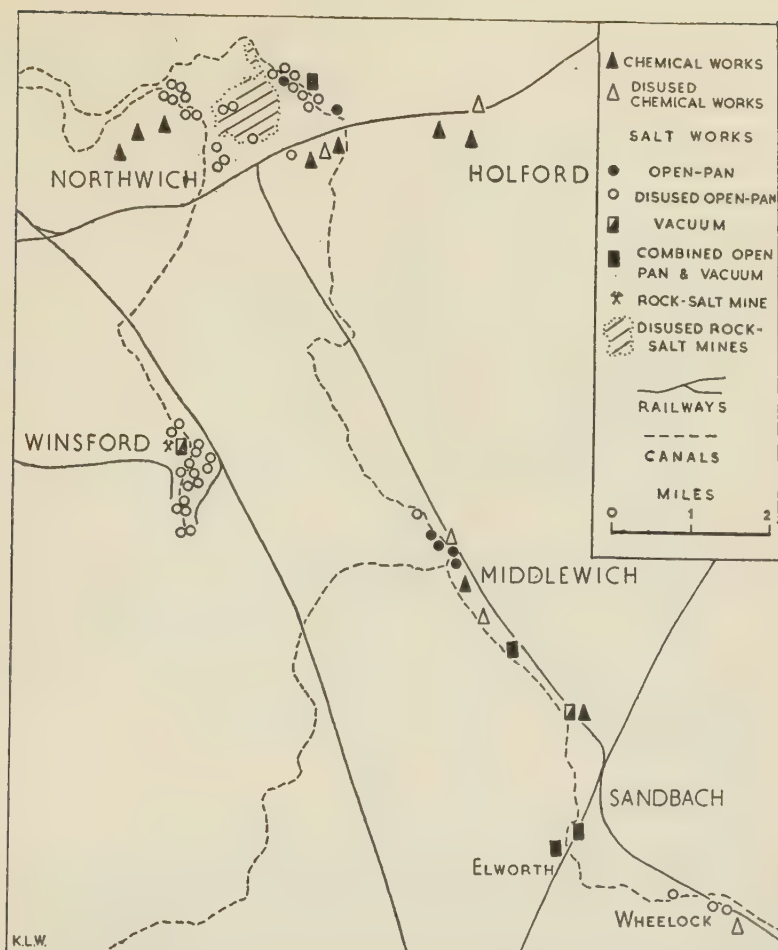 CHEMICAL WORKS
DISUSED
CHEMICAL WORKS
SALT WORKS
OPEN-PAN
DISUSED OPEN-PAN
VACUUM
COMBINED OPEN
PAN & VACUUM
ROCK-SALT MINE
DISUSED ROCK-
SALT MINES
RAILWAYS
CANALS
MILES
0 1 2
NORTHWICH
HOLFORD
WINSFORD
MIDDLEWICH
SANDBACH
ELWORTH
WHEELOCK
K.L.W.